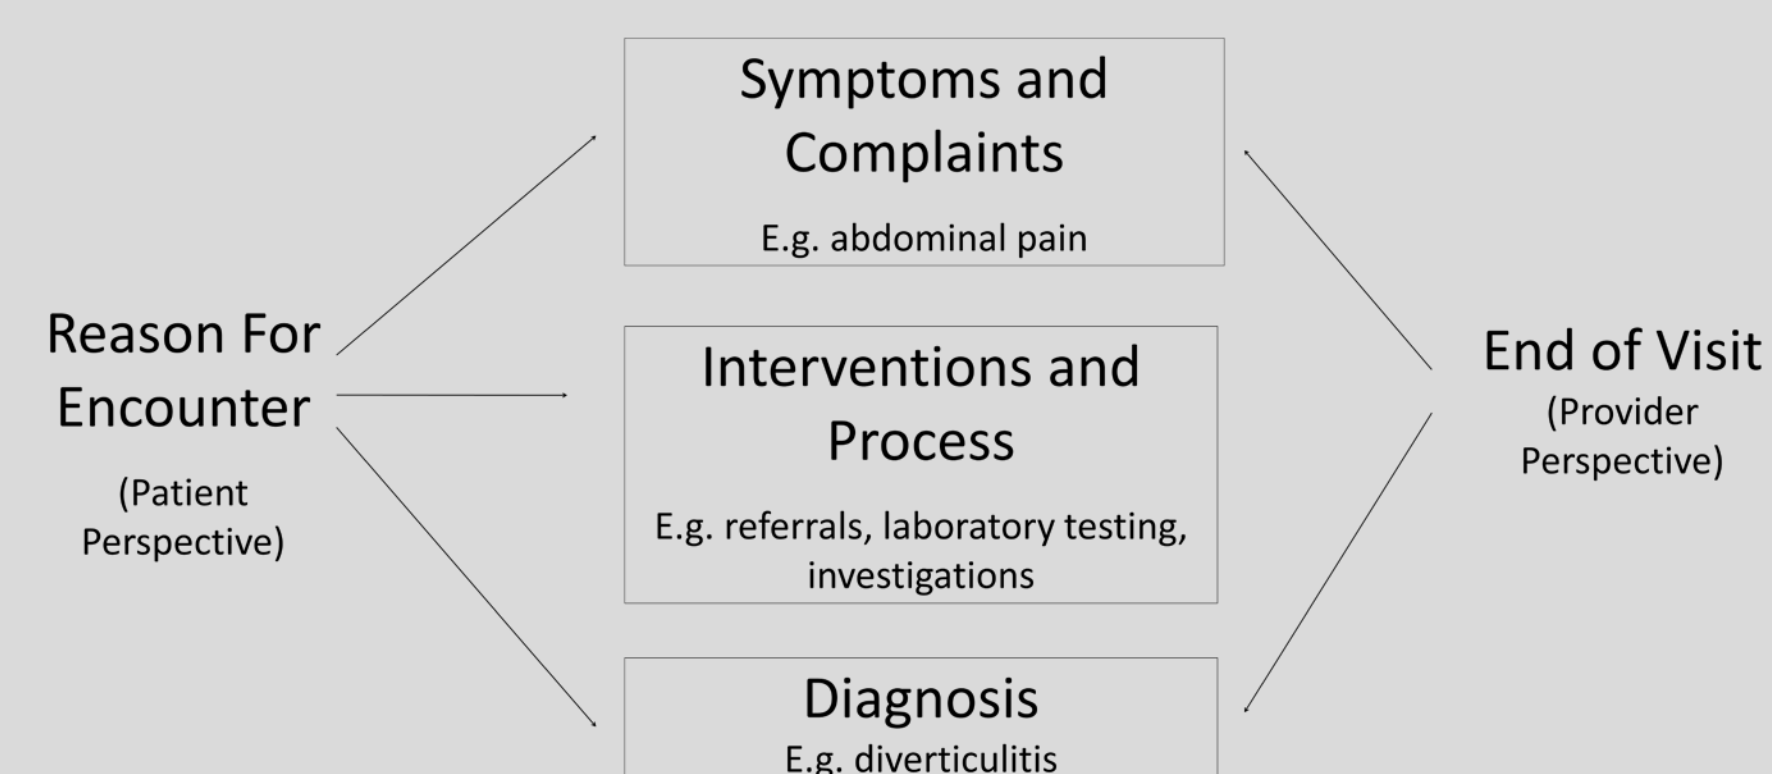 Symptoms and
Complaints
E.g. abdominal pain
Reason For
Encounter
(Patient
Perspective)
Interventions and
Process
E.g. referrals, laboratory testing,
investigations
End of Visit
(Provider
Perspective)
Diagnosis
E.g. diverticulitis